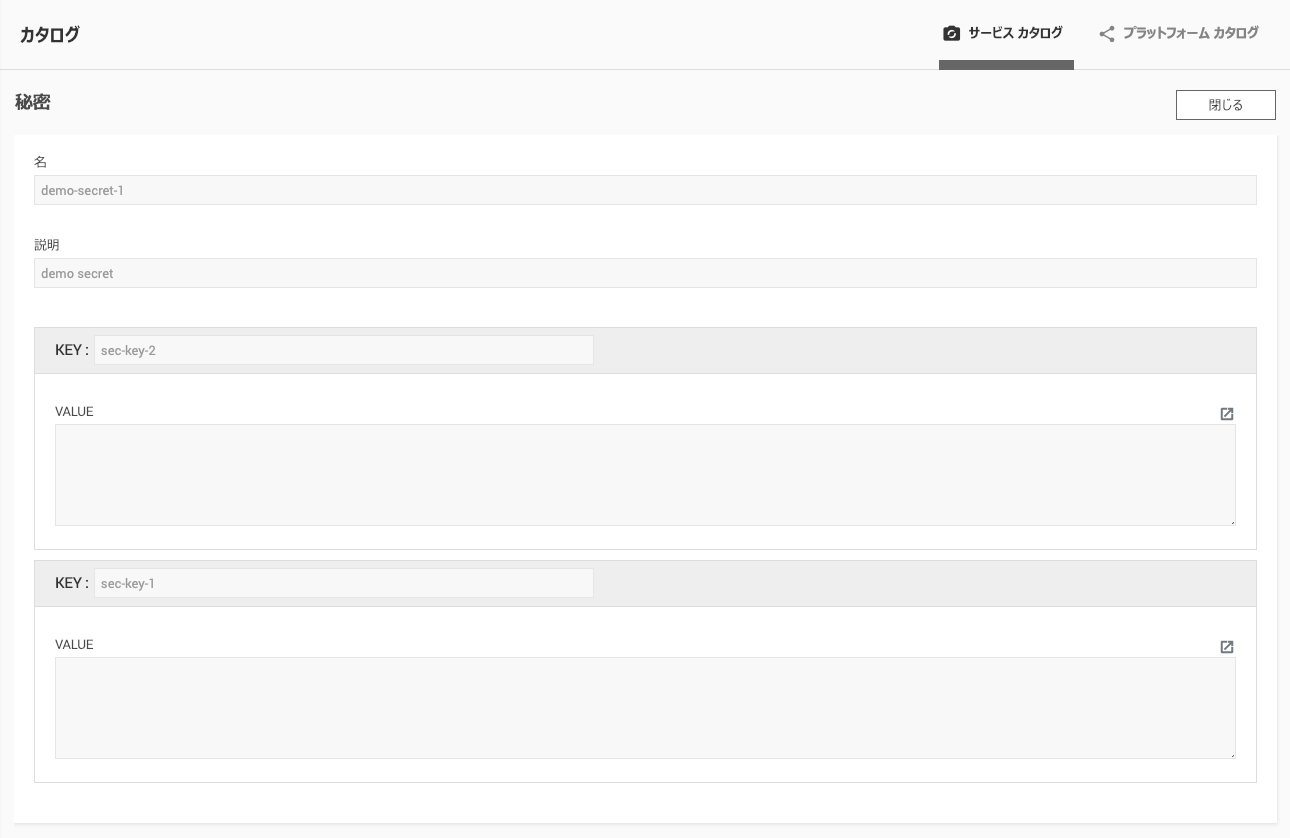 カタログ
サービス カタログ
プラットフォーム カタログ
秘密
閉じる
名
demo-secret-1
説明
demo secret
KEY : sec-key-2
VALUE
KEY : sec-key-1
VALUE